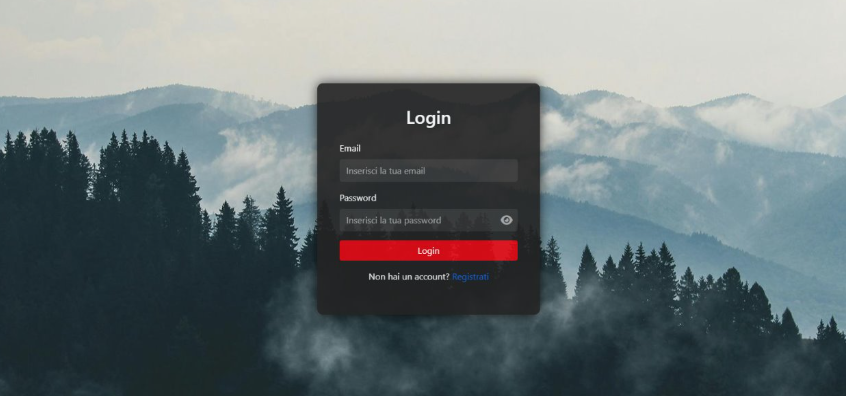 Login
Email
Inserisci la tua email
Password
Inserisci la tua password
Login
Non hai un account? Registrati